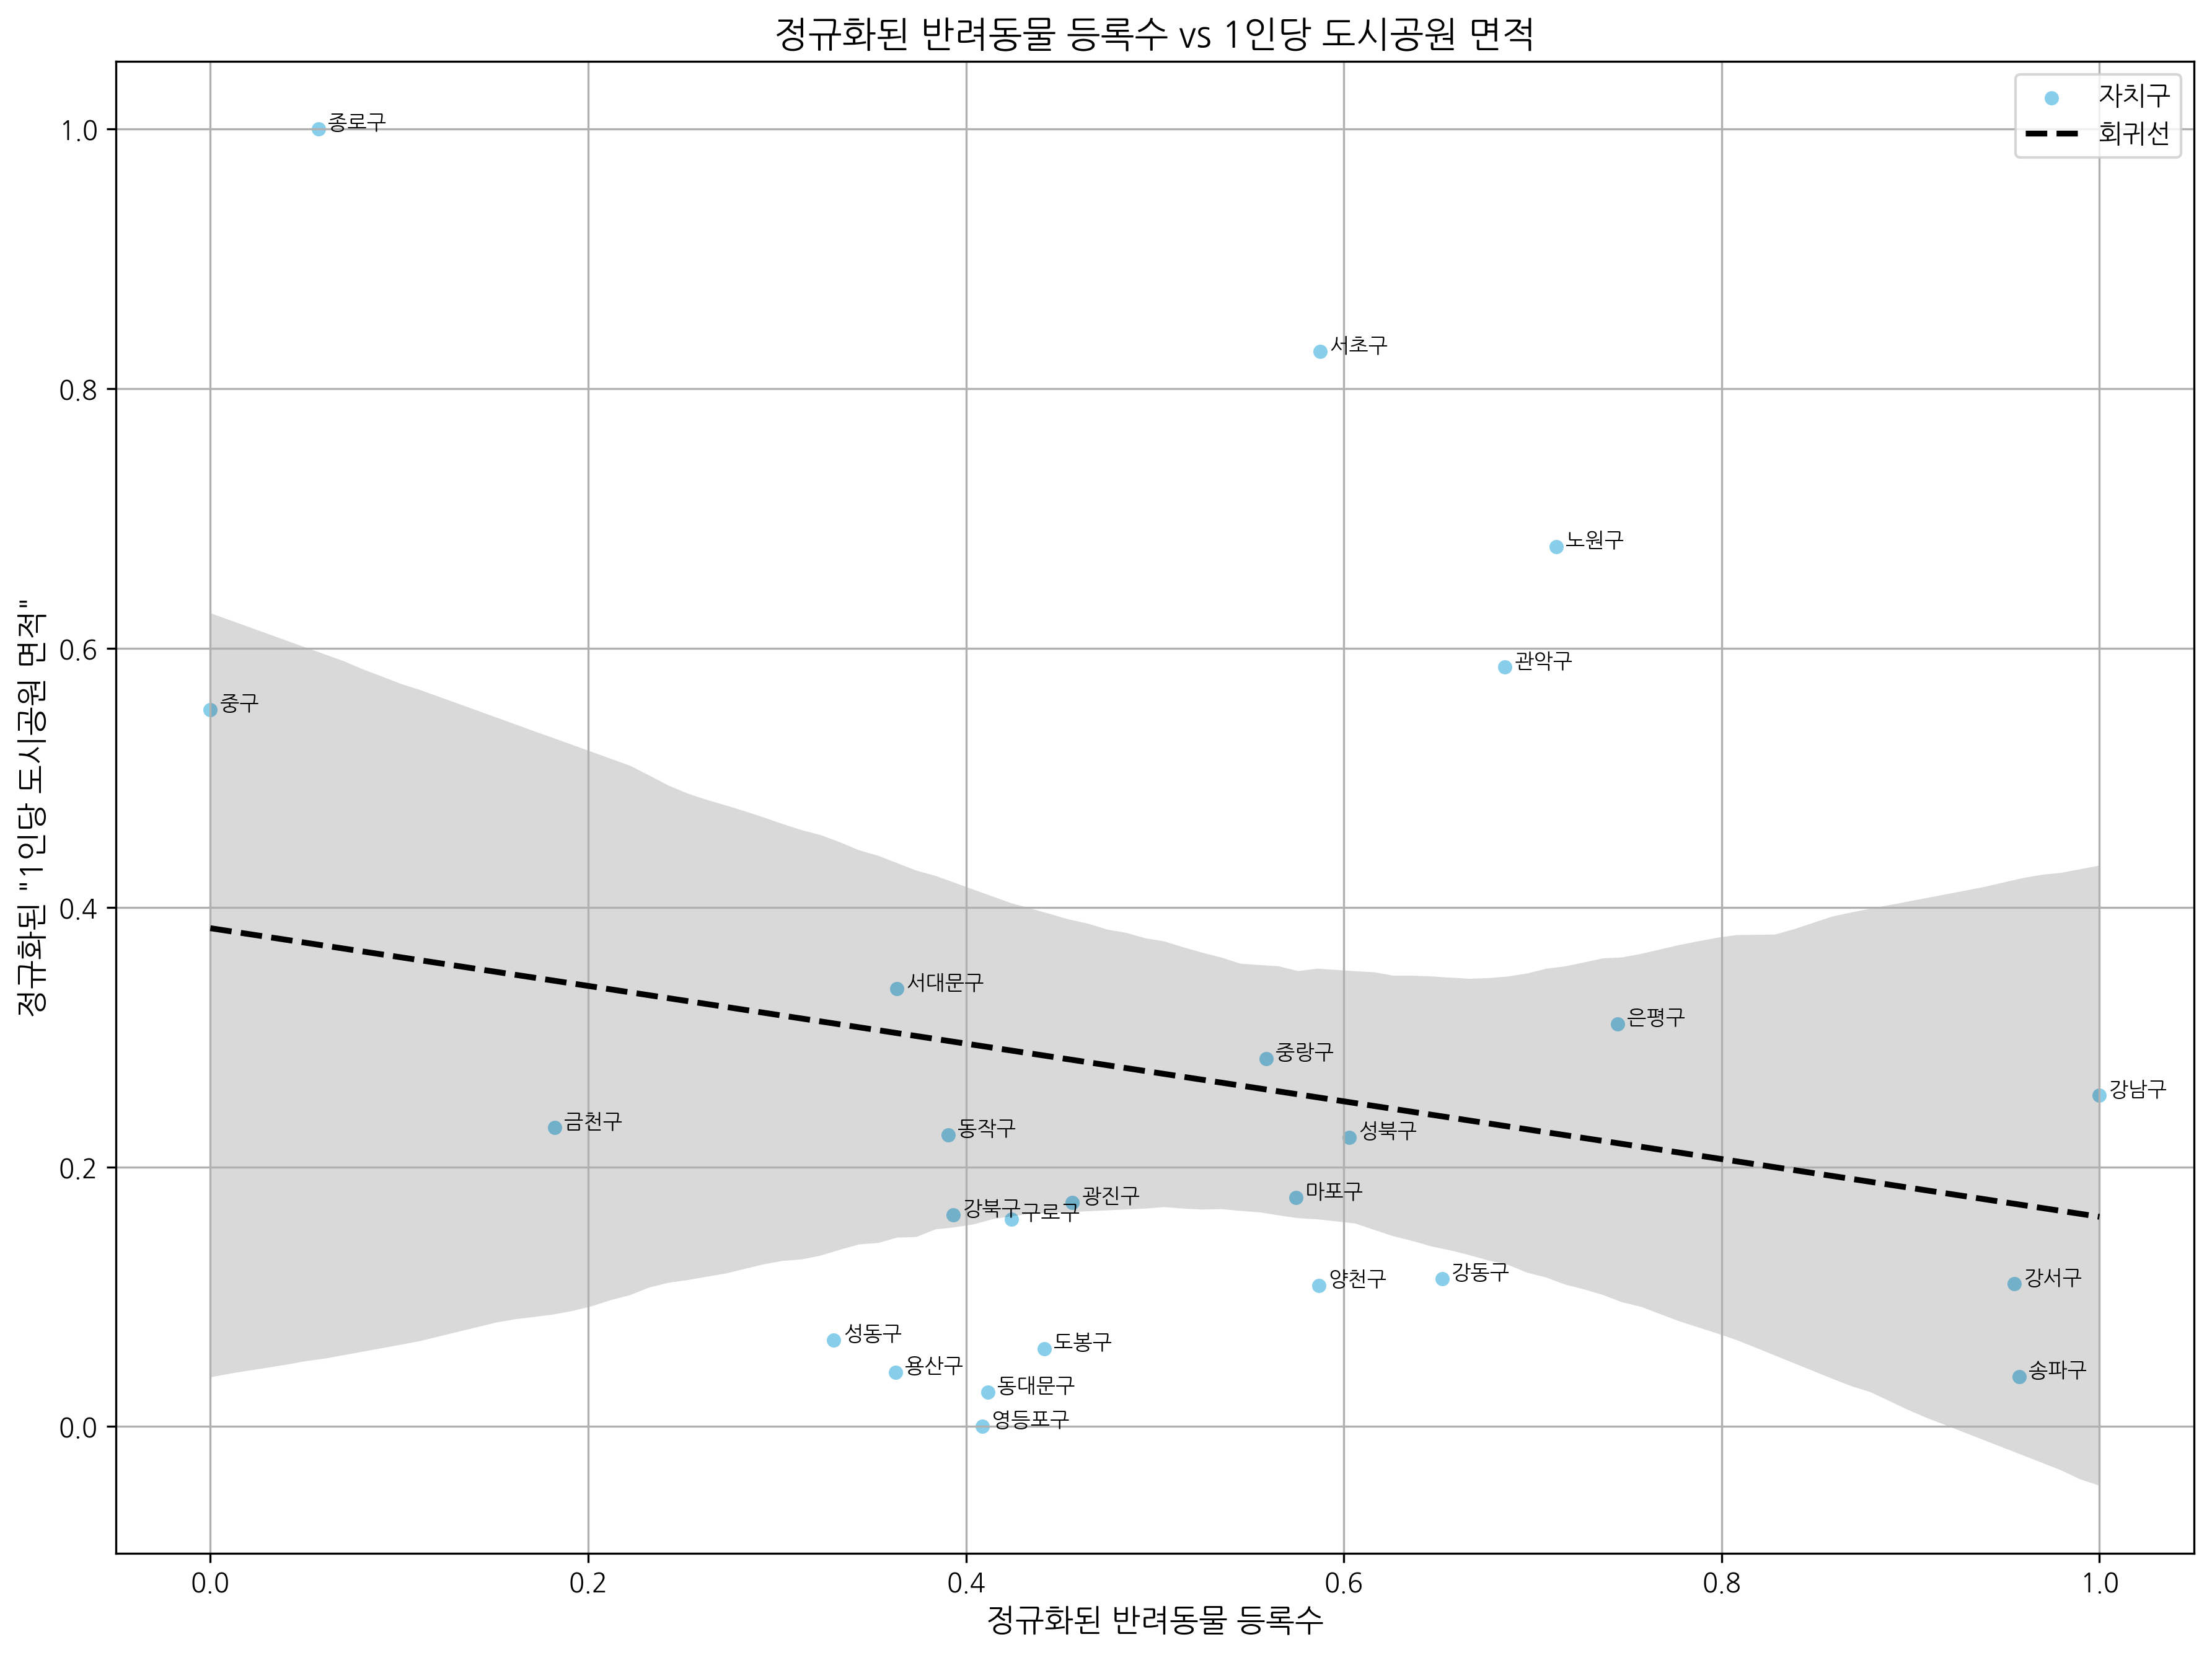 정규화된 반려동물 등록수 vs 1인당 도시공원 면적
자치구
회귀선
정규화된 "1인당 도시공원 면적"
1.0
0.8
0.6
0.4
0.2
0.0
종로구
서초구
노원구
관악구
중구
서대문구
은평구
중랑구
강남구
금천구
동작구
성북구
마포구
광진구
강북구
구로구
양천구
강동구
강서구
성동구
도봉구
용산구
송파구
동대문구
영등포구
0.0 0.2 0.4 0.6 0.8 1.0
정규화된 반려동물 등록수